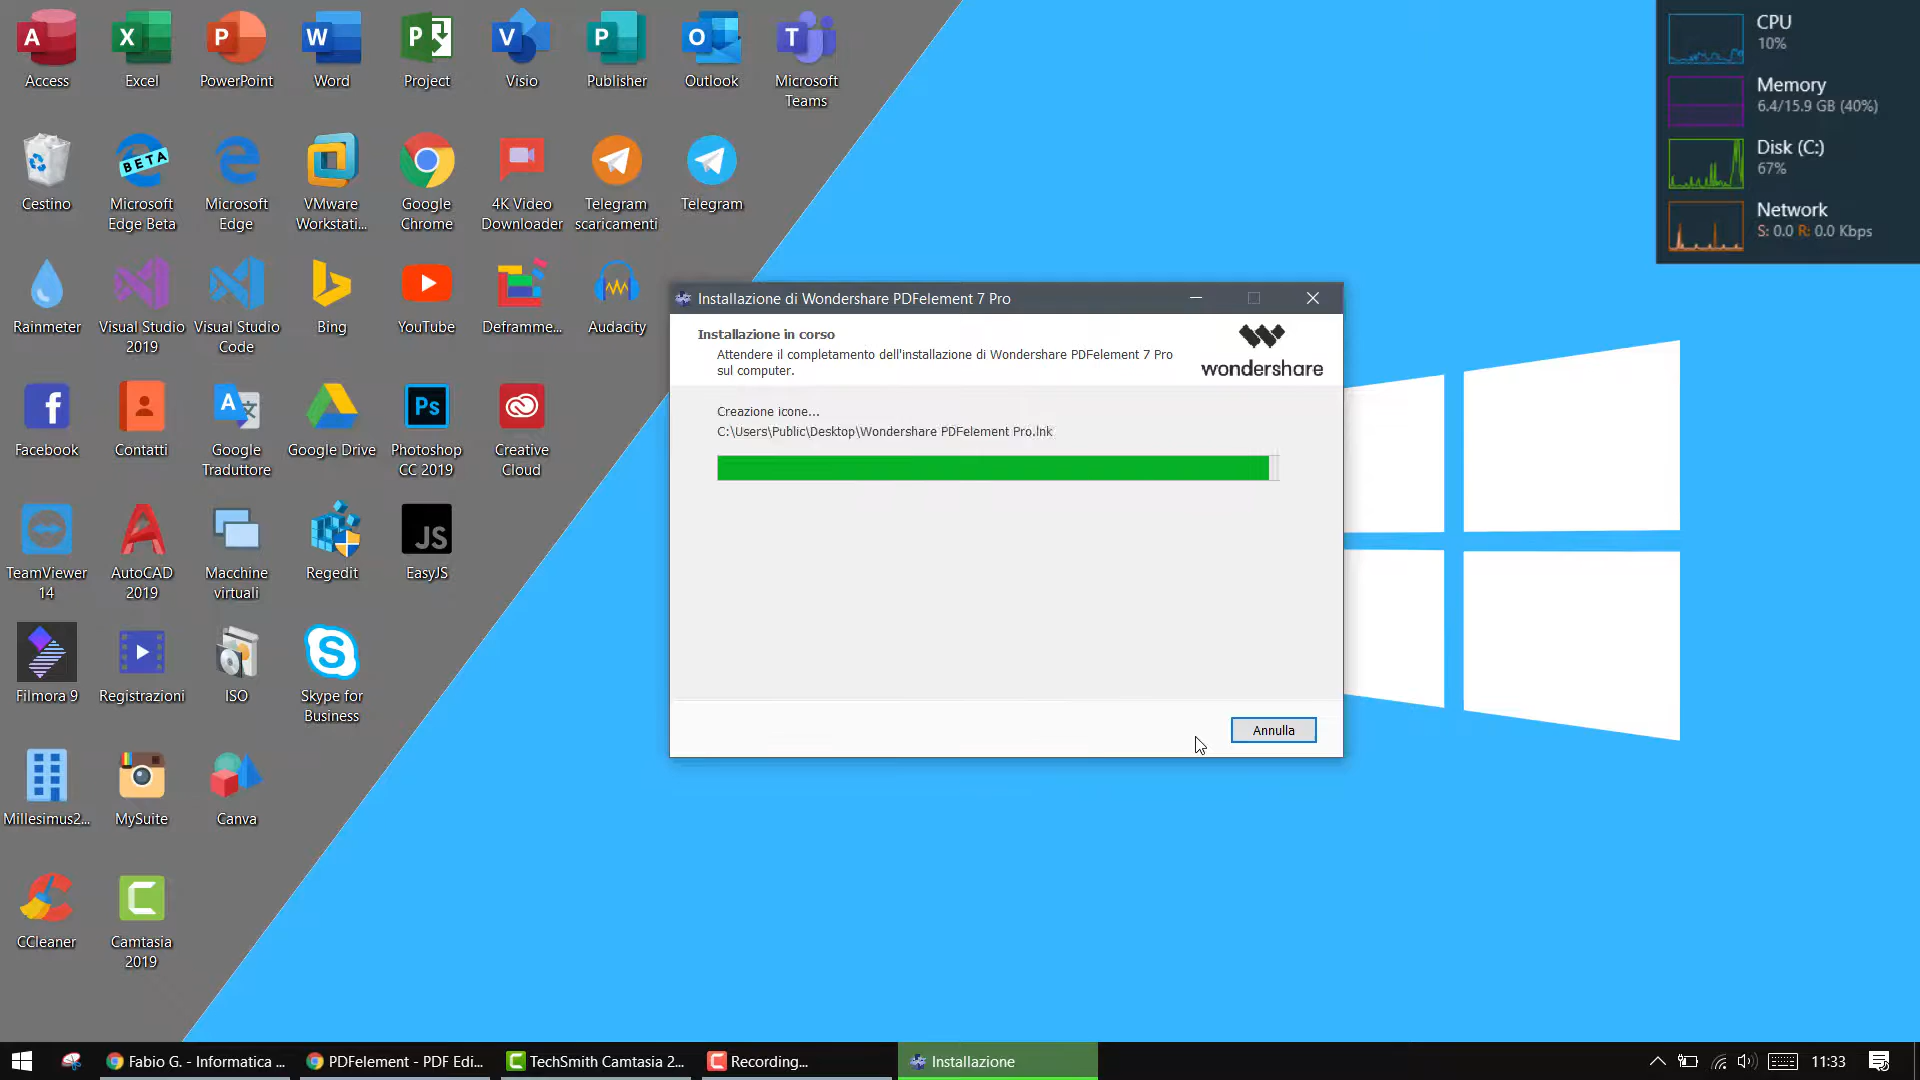 Access
Excel
PowerPoint
Word
Project
Visio
Publisher
Outlook
Microsoft
Teams
Cestino
Microsoft
Edge Beta
Microsoft
Edge
VMware
Workstati...
Google
Chrome
4K Video
Downloader
Telegram
scaricamenti
Telegram
BETA
Rainmeter
Visual Studio
2019
Visual Studio
Code
Bing
YouTube
Deframme...
Audacity
Facebook
Contatti
Google
Traduttore
Google Drive
Photoshop
CC 2019
Creative
Cloud
TeamViewer
14
AutoCAD
2019
Macchine
virtuali
Regedit
EasyJS
Filmora 9
Registrazioni
ISO
Skype for
Business
Millesimus2...
MySuite
Canva
CCleaner
Camtasia
2019
CPU
10%
Memory
6.4/15.9 GB (40%)
Disk (C:)
67%
Network
S: 0.0 R: 0.0 Kbps
Installazione di Wondershare PDFelement 7 Pro
Installazione in corso
Attendere il completamento dell'installazione di Wondershare PDFelement 7 Pro
sul computer.
wondershare
Creazione icone...
C:\Users\Public\Desktop\Wondershare PDFelement Pro.lnk
Annulla
Fabio G. - Informatica ...
PDFelement - PDF Edi...
TechSmith Camtasia 2...
Recording...
Installazione
11:33